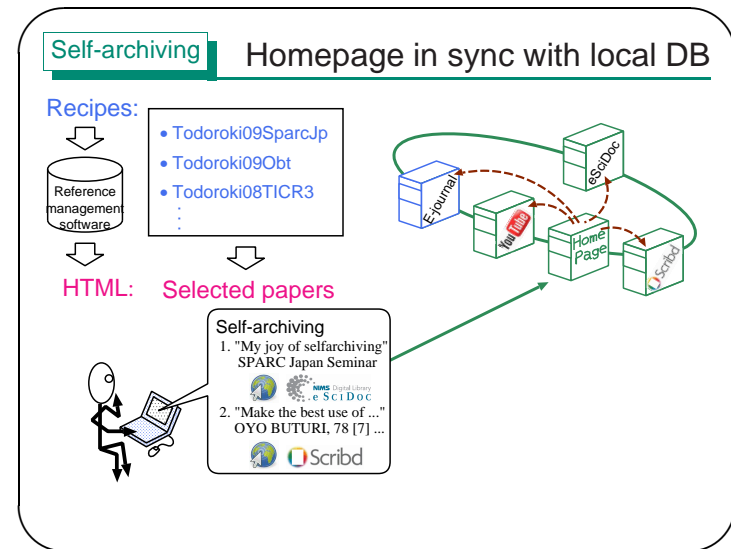 Self-archiving
Homepage in sync with local DB
Recipes:
Reference
management
software
• Todoroki09SparcJp
• Todoroki09Obt
• Todoroki08TICR3
E-journal
YouTube
eSciDoc
Home
Page
Scribd
HTML:
Selected papers
Self-archiving
1. "My joy of selfarchiving"
SPARC Japan Seminar
NIMS Digital Library
e SciDoc
2. "Make the best use of ..."
OYO BUTURI, 78 [7] ...
Scribd